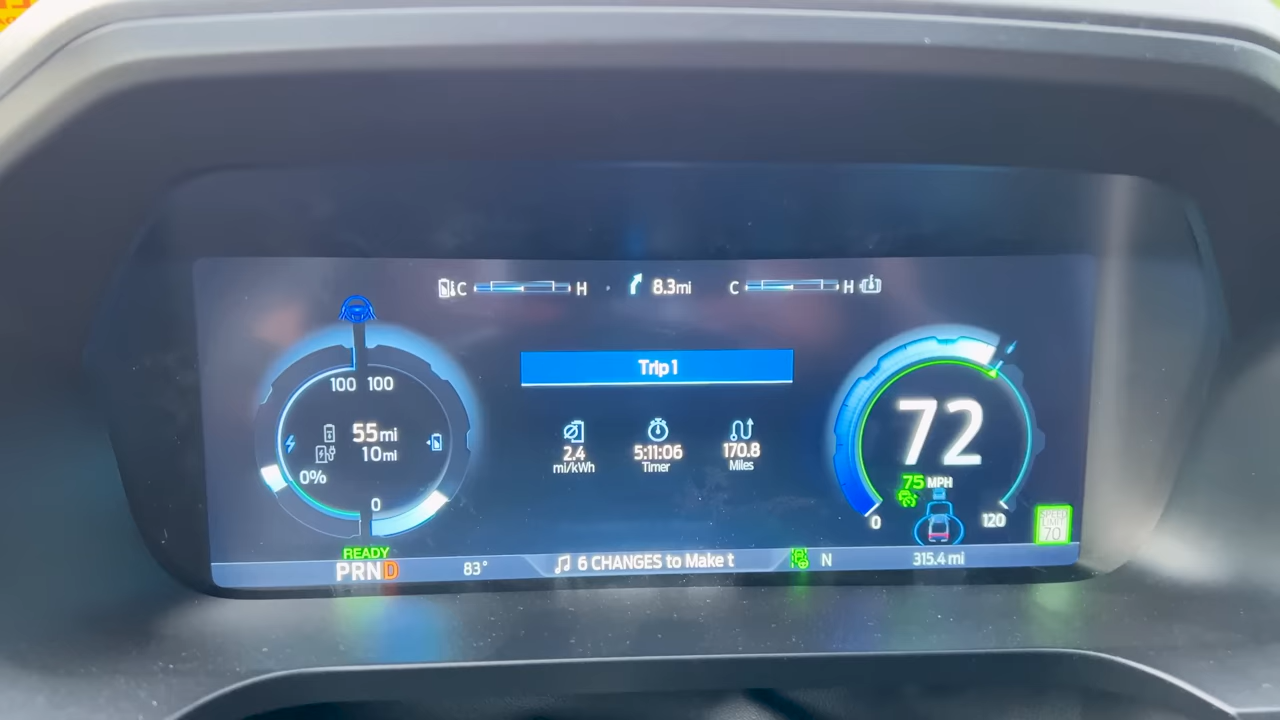 C H 8.3mi C H
Trip 1
100 100
55mi
10mi
0%
0
2.4 5:11:06 170.8
mi/kWh Timer Miles
72
75 MPH
0 120
SPEED
LIMIT
70
READY
PRND 83° 6 CHANGES to Make t N 315.4 mi